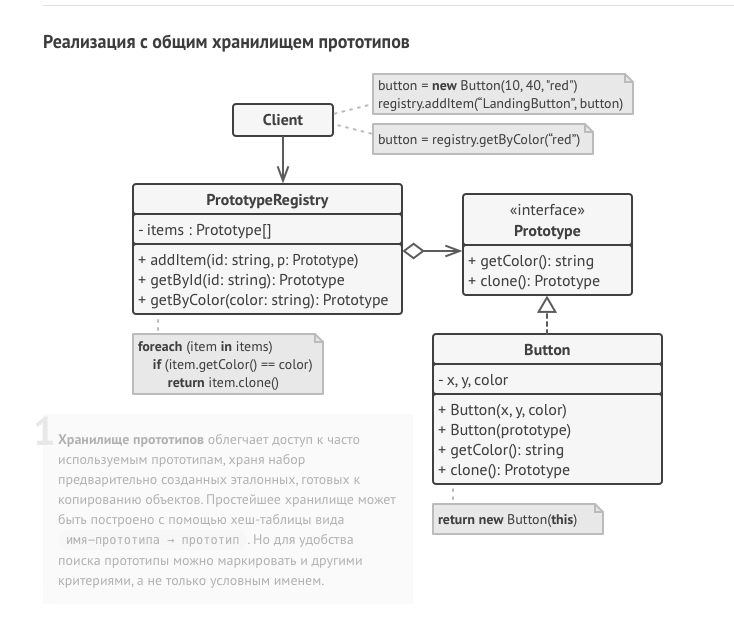 Реализация с общим хранилищем прототипов
button = new Button(10, 40, "red")
registry.addItem(“LandingButton”, button)
Client
button = registry.getByColor(“red”)
PrototypeRegistry
- items : Prototype[]
+ addItem(id: string, p: Prototype)
+ getById(id: string): Prototype
+ getByColor(color: string): Prototype
«interface»
Prototype
+ getColor(): string
+ clone(): Prototype
foreach (item in items)
if (item.getColor() == color)
return item.clone()
Button
- x, y, color
+ Button(x, y, color)
+ Button(prototype)
+ getColor(): string
+ clone(): Prototype
return new Button(this)
1
Хранилище прототипов облегчает доступ к часто
используемым прототипам, храня набор
предварительно созданных эталонных, готовых к
копированию объектов. Простейшее хранилище может
быть построено с помощью хеш-таблицы вида
имя-прототипа → прототип . Но для удобства
поиска прототипы можно маркировать и другими
критериями, а не только условным именем.